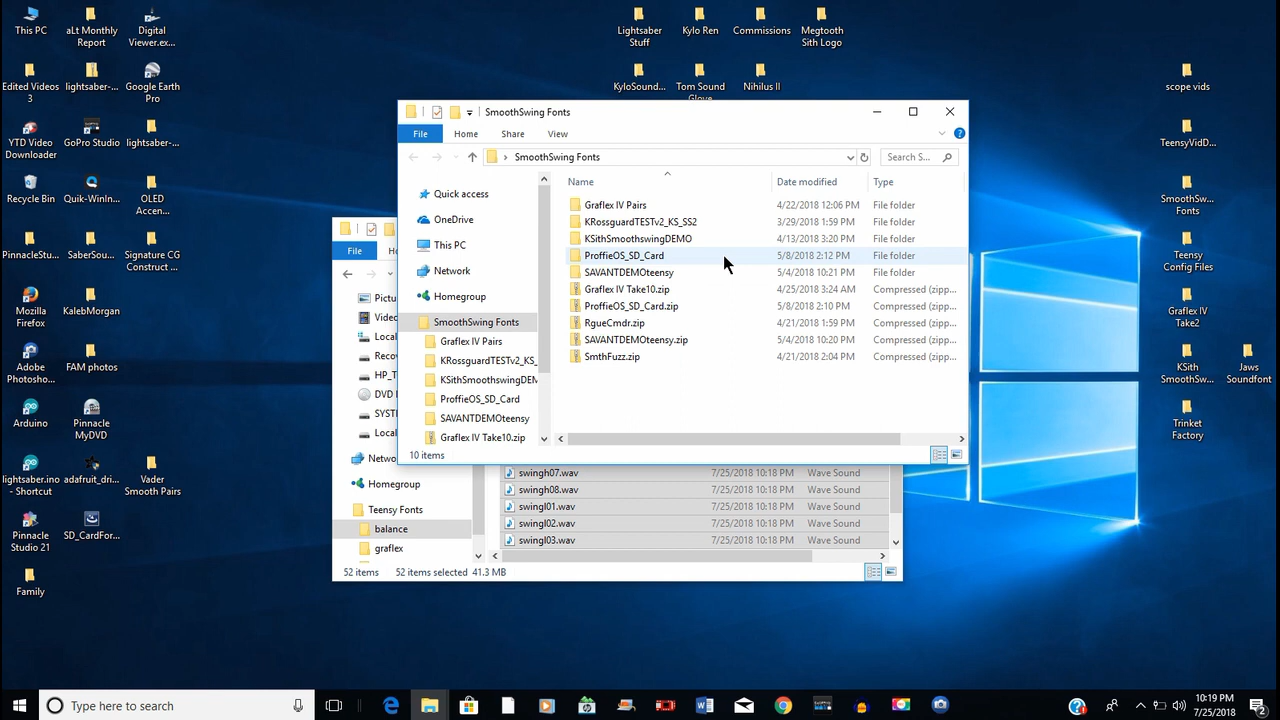 This PC
aLt Monthly
Report
Digital
Viewer.ex...
Lightsaber
Stuff
Kylo Ren
Commissions
Megtooth
Sith Logo
Edited Videos
3
lightsaber-...
Google Earth
Pro
KyloSound...
Tom Sound
Glove
Nihilus II
scope vids
YTD Video
Downloader
GoPro Studio
lightsaber-...
TeensyVidD...
Recycle Bin
Quik-WinIn...
OLED
Accen...
SmoothSw...
Fonts
PinnacleStu...
SaberSou...
Signature CG
Construct ...
Teensy
Config Files
Mozilla
Firefox
KalebMorgan
Graflex IV
Take2
Adobe
Photosho...
FAM photos
KSith
SmoothSw...
Jaws
Soundfont
Arduino
Pinnacle
MyDVD
Trinket
Factory
lightsaber.ino
- Shortcut
adafruit_dri...
Vader
Smooth Pairs
Pinnacle
Studio 21
SD_CardFor...
Family
SmoothSwing Fonts
File
Home
Share
View
SmoothSwing Fonts
Search S...
Quick access
OneDrive
This PC
Network
Homegroup
SmoothSwing Fonts
Graflex IV Pairs
KRossguardTESTv2_KS_
KSithSmoothswingDEM
ProffieOS_SD_Card
SAVANTDEMOteensy
Graflex IV Take10.zip
Name Date modified Type
Graflex IV Pairs 4/22/2018 12:06 PM File folder
KRossguardTESTv2_KS_SS2 3/29/2018 1:59 PM File folder
KSithSmoothswingDEMO 4/13/2018 3:20 PM File folder
ProffieOS_SD_Card 5/8/2018 2:12 PM File folder
SAVANTDEMOteensy 5/4/2018 10:21 PM File folder
Graflex IV Take10.zip 4/25/2018 3:24 AM Compressed (zipp...
ProffieOS_SD_Card.zip 5/8/2018 2:10 PM Compressed (zipp...
RgueCmdr.zip 4/21/2018 1:59 PM Compressed (zipp...
SAVANTDEMOteensy.zip 5/4/2018 10:20 PM Compressed (zipp...
SmthFuzz.zip 4/21/2018 2:04 PM Compressed (zipp...
10 items
File
Ho
Pictu
Videc
Local
Recov
HP_T
DVD I
SYSTI
Local
Netwo
Homegroup
Teensy Fonts
balance
graflex
swingh07.wav 7/25/2018 10:18 PM Wave Sound
swingh08.wav 7/25/2018 10:18 PM Wave Sound
swingl01.wav 7/25/2018 10:18 PM Wave Sound
swingl02.wav 7/25/2018 10:18 PM Wave Sound
swingl03.wav 7/25/2018 10:18 PM Wave Sound
52 items 52 items selected 41.3 MB
Type here to search
10:19 PM
7/25/2018
2